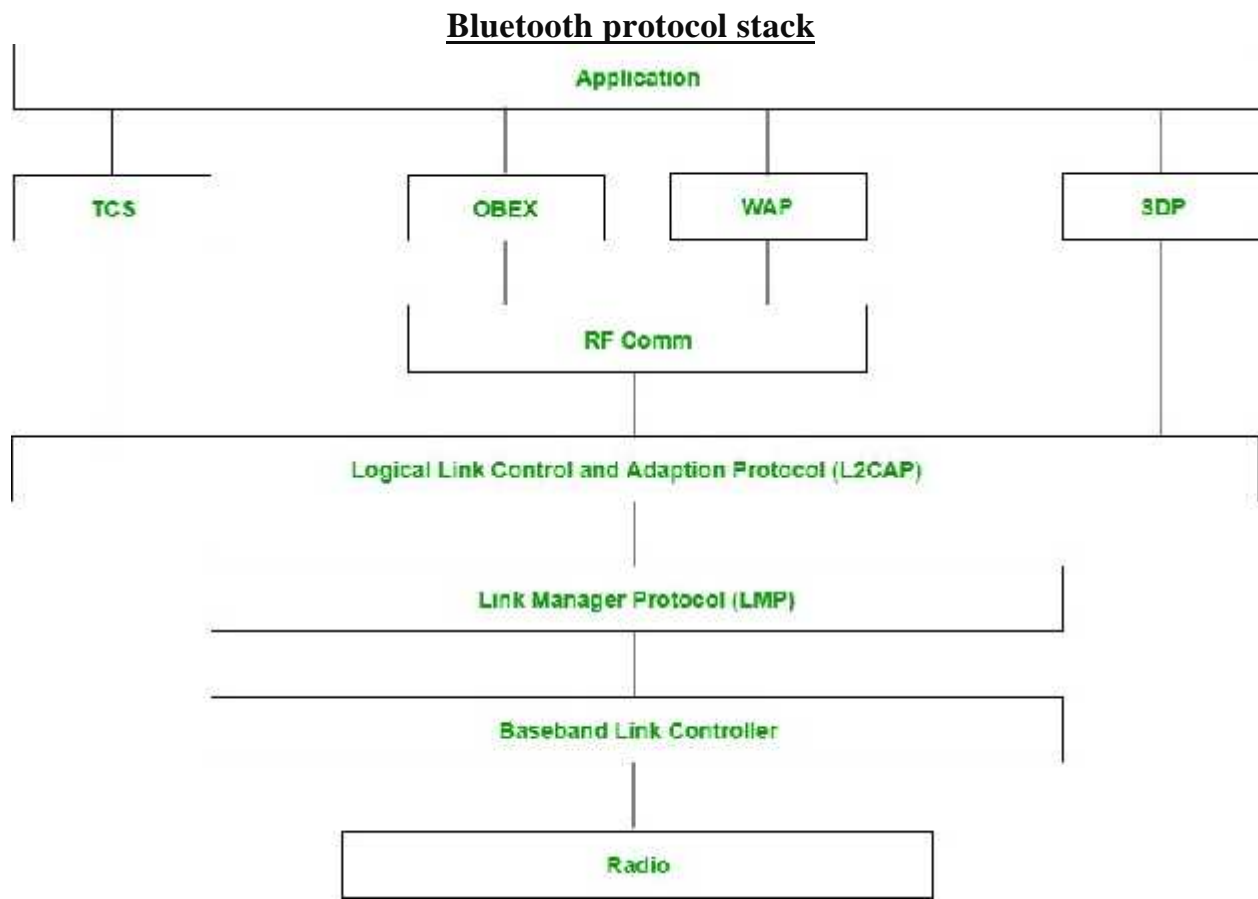 Bluetooth protocol stack
Application
TCS
OBEX
WAP
SDP
RF Comm
Logical Link Control and Adaption Protocol (L2CAP)
Link Manager Protocol (LMP)
Baseband Link Controller
Radio